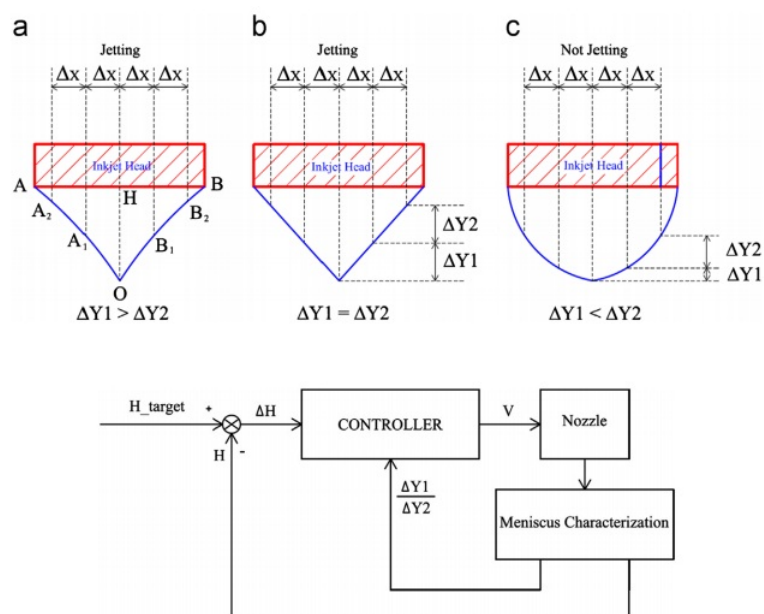 a
Jetting
Δx Δx Δx Δx
Inkjet Head
A
H
B
A2
B2
A1
B1
O
ΔY1 > ΔY2
b
Jetting
Δx Δx Δx Δx
Inkjet Head
ΔY2
ΔY1
ΔY1 = ΔY2
c
Not Jetting
Δx Δx Δx Δx
Inkjet Head
ΔY2
ΔY1
ΔY1 < ΔY2
H_target
+
ΔH
CONTROLLER
V
Nozzle
H
-
ΔY1
ΔY2
Meniscus Characterization